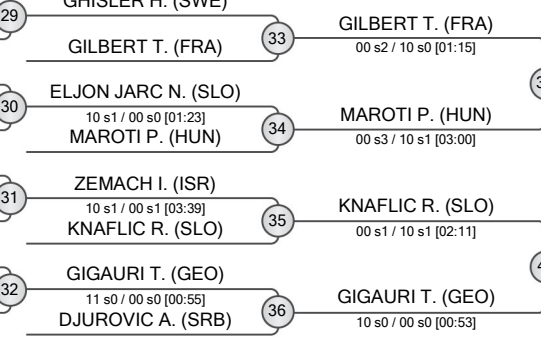 GHISLER H. (SWE)
29
GILBERT T. (FRA)
33
GILBERT T. (FRA)
00 s2 / 10 s0 [01:15]
30
ELJON JARC N. (SLO)
10 s1 / 00 s0 [01:23]
MAROTI P. (HUN)
34
MAROTI P. (HUN)
00 s3 / 10 s1 [03:00]
31
ZEMACH I. (ISR)
10 s1 / 00 s1 [03:39]
KNAFLIC R. (SLO)
35
KNAFLIC R. (SLO)
00 s1 / 10 s1 [02:11]
32
GIGAURI T. (GEO)
11 s0 / 00 s0 [00:55]
DJUROVIC A. (SRB)
36
GIGAURI T. (GEO)
10 s0 / 00 s0 [00:53]